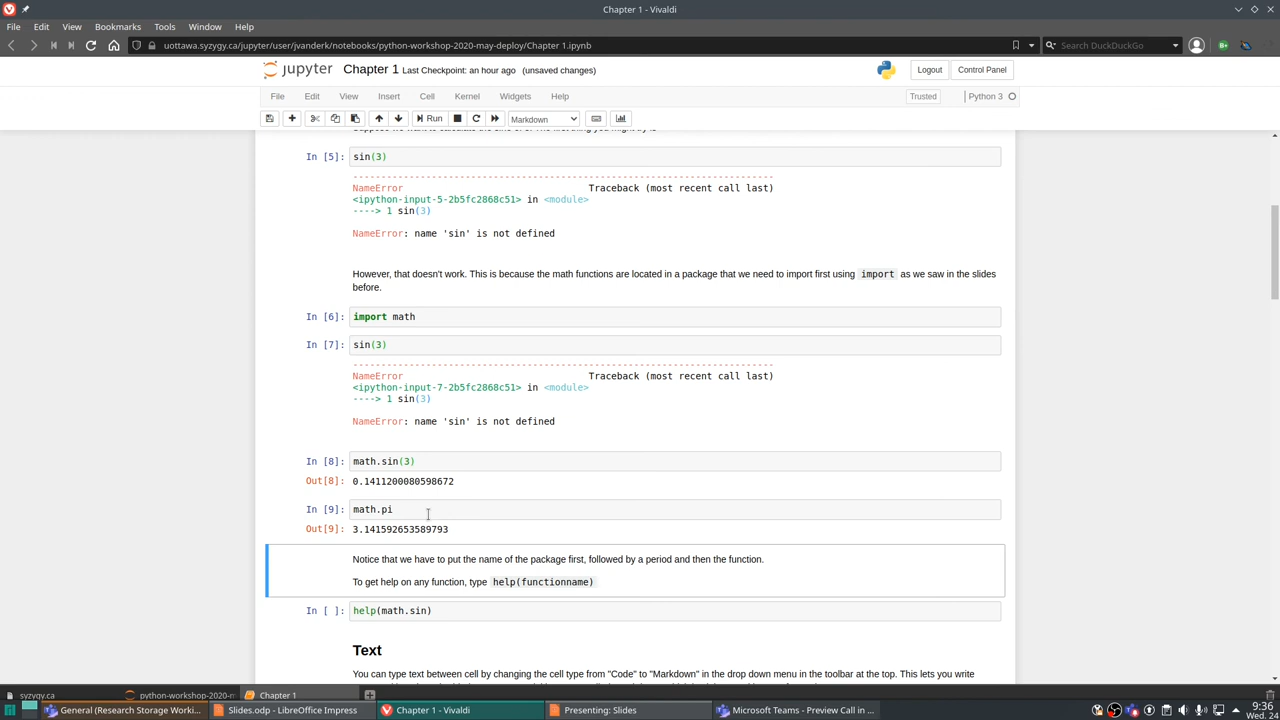 Chapter 1 - Vivaldi
File Edit View Bookmarks Tools Window Help
uottawa.syzygy.ca/jupyter/user/jvanderk/notebooks/python-workshop-2020-may-deploy/Chapter 1.ipynb
Search DuckDuckGo
jupyter Chapter 1 Last Checkpoint: an hour ago (unsaved changes)
Logout Control Panel
File Edit View Insert Cell Kernel Widgets Help
Trusted Python 3
Run Markdown
In [5]: sin(3)
---------------------------------------------------------------------------
NameError Traceback (most recent call last)
<ipython-input-5-2b5fc2868c51> in <module>
----> 1 sin(3)
NameError: name 'sin' is not defined
However, that doesn't work. This is because the math functions are located in a package that we need to import first using import as we saw in the slides
before.
In [6]: import math
In [7]: sin(3)
---------------------------------------------------------------------------
NameError Traceback (most recent call last)
<ipython-input-7-2b5fc2868c51> in <module>
----> 1 sin(3)
NameError: name 'sin' is not defined
In [8]: math.sin(3)
Out[8]: 0.1411200080598672
In [9]: math.pi
Out[9]: 3.141592653589793
Notice that we have to put the name of the package first, followed by a period and then the function.
To get help on any function, type help(functionname)
In [ ]: help(math.sin)
Text
You can type text between cell by changing the cell type from "Code" to "Markdown" in the drop down menu in the toolbar at the top. This lets you write
syzygy.ca python-workshop-2020-m Chapter 1
General (Research Storage Worki... Slides.odp - LibreOffice Impress Chapter 1 - Vivaldi Presenting: Slides Microsoft Teams - Preview Call in ...
9:36
Wed. 24